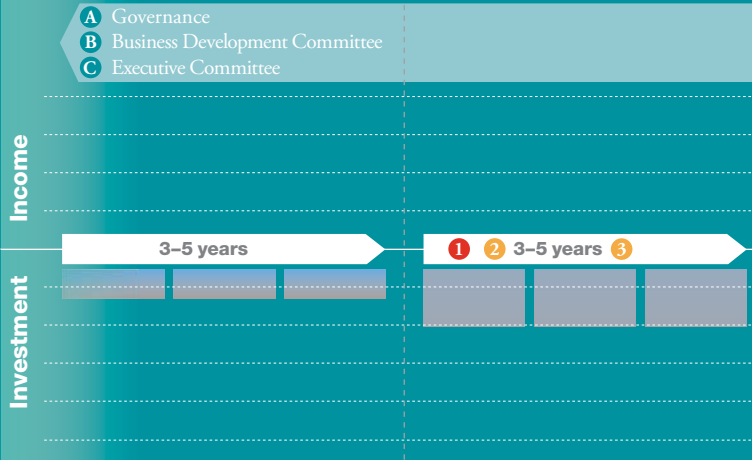 A Governance
B Business Development Committee
C Executive Committee
Income
3–5 years
1 2 3–5 years 3
Investment